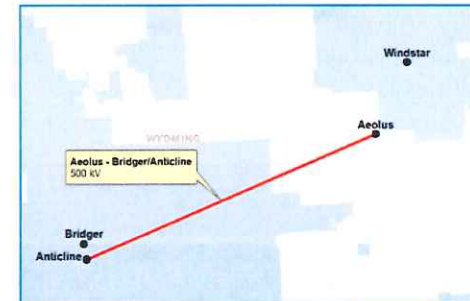 Windstar
Aeolus
WYOMING
Aeolus - Bridger/Anticline
500 kV
Bridger
Anticline